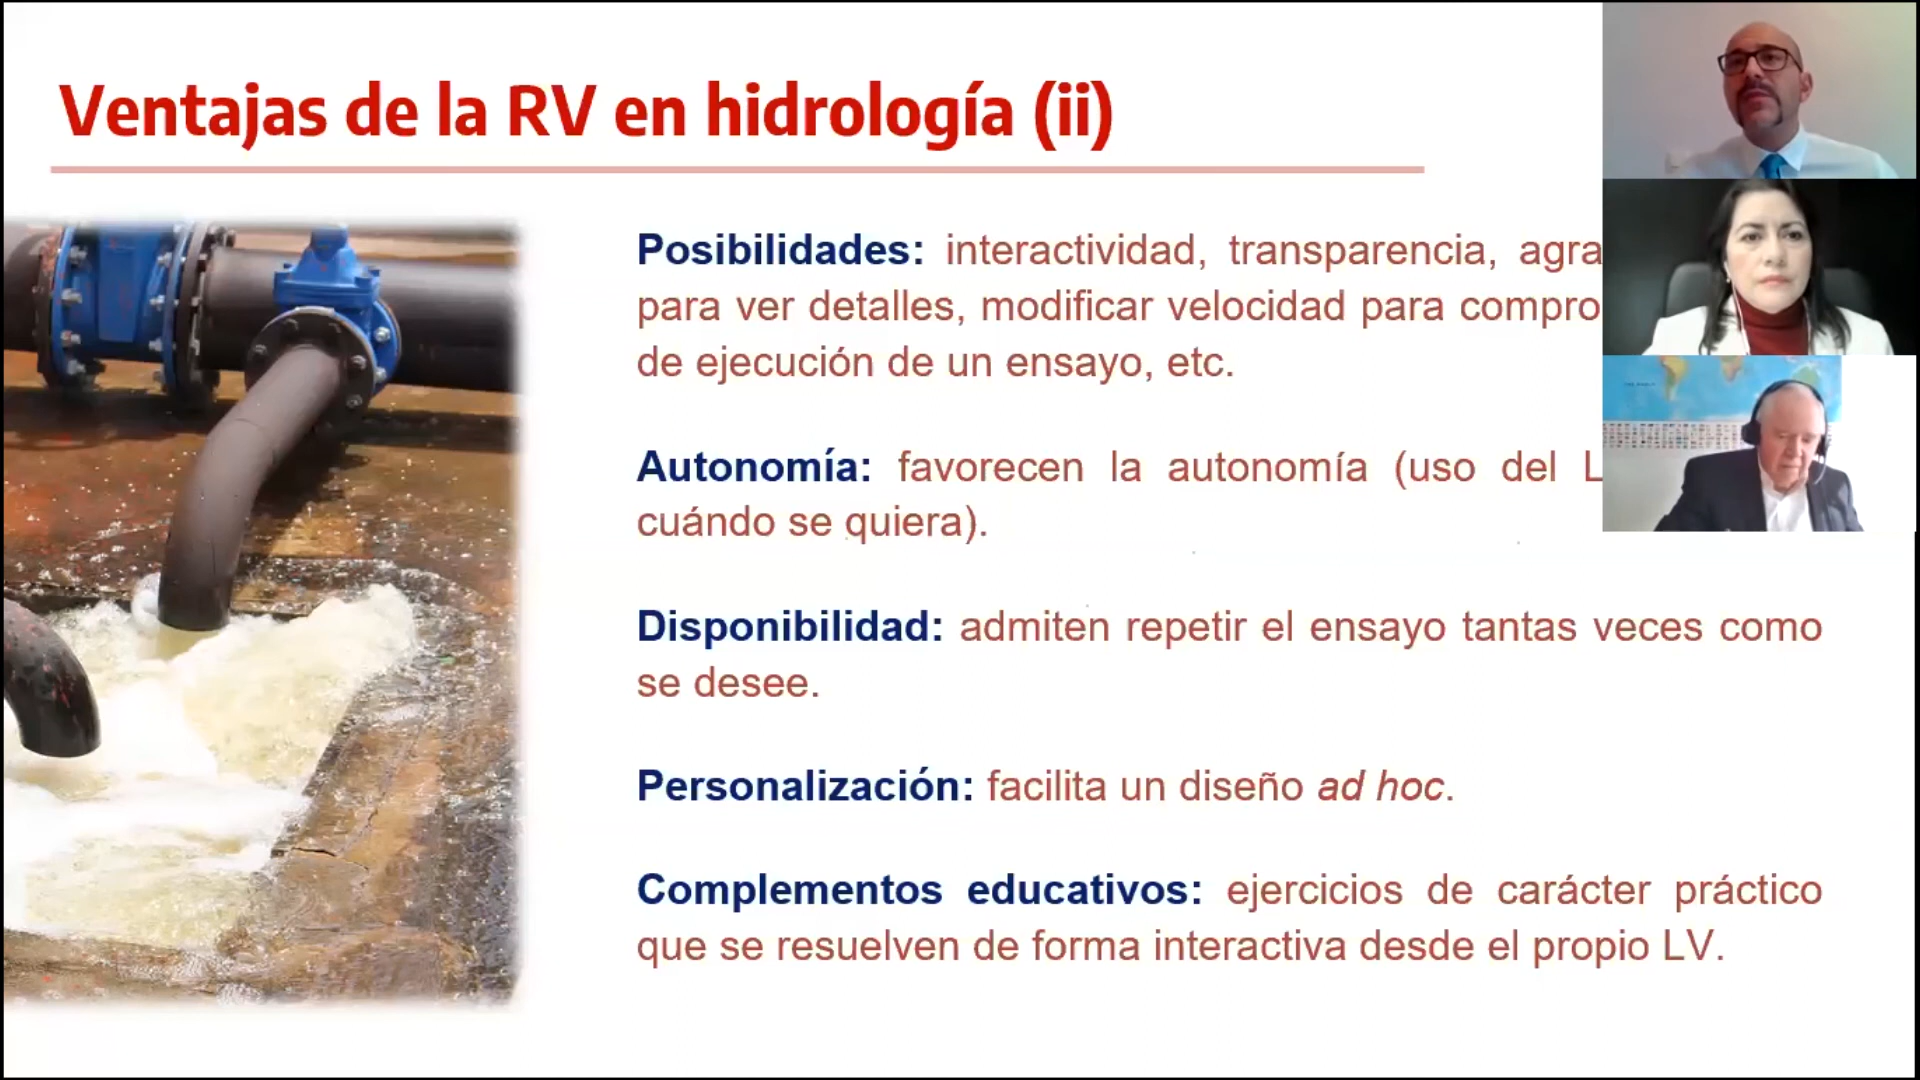 Ventajas de la RV en hidrología (ii)
Posibilidades: interactividad, transparencia,
para ver detalles, modificar velocidad para
de ejecución de un ensayo, etc.
Autonomía: favorecen la autonomía (uso del
cuándo se quiera).
Disponibilidad: admiten repetir el ensayo tantas veces como
se desee.
Personalización: facilita un diseño ad hoc.
Complementos educativos: ejercicios de carácter práctico
que se resuelven de forma interactiva desde el propio LV.